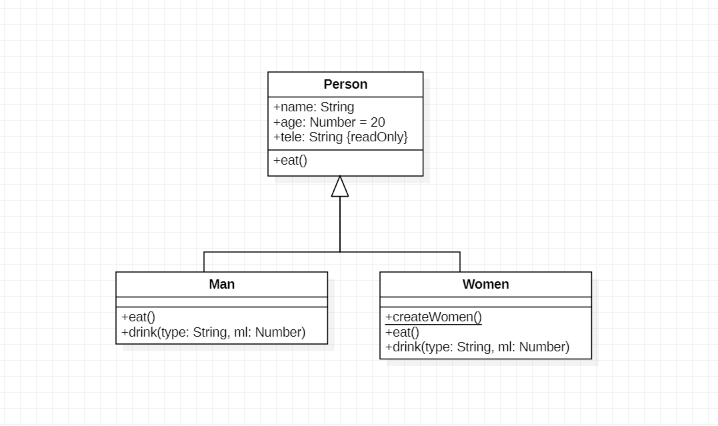 Person
+name: String
+age: Number = 20
+tele: String {readOnly}
+eat()
Man
+eat()
+drink(type: String, ml: Number)
Women
+createWomen()
+eat()
+drink(type: String, ml: Number)